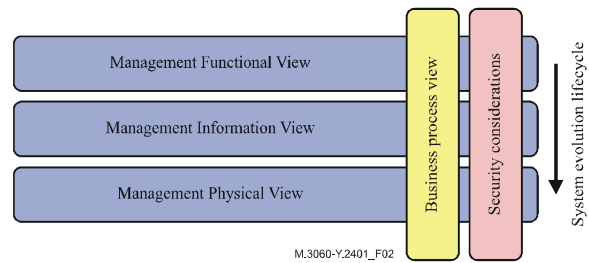 Management Functional View
Management Information View
Management Physical View
Business process view
Security considerations
System evolution lifecycle
M.3060-Y.2401_F02